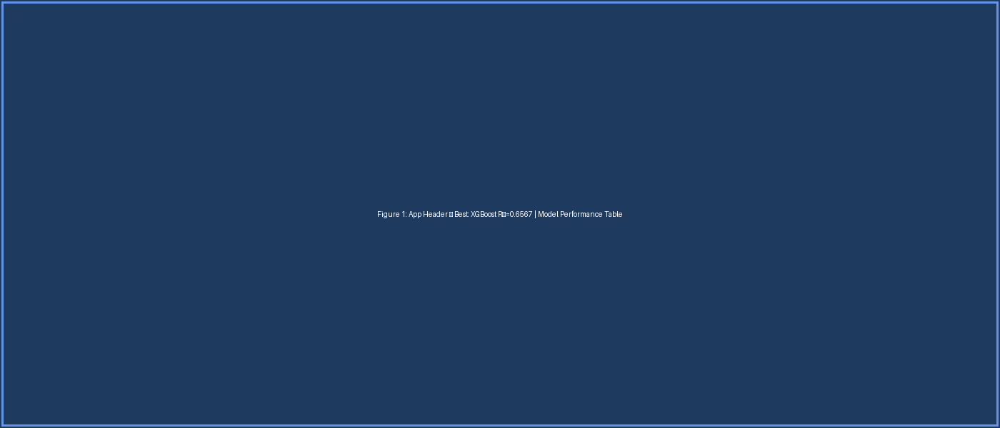 Figure 1: App Header ▯ Best XGBoost R▯=0.6567 | Model Performance Table